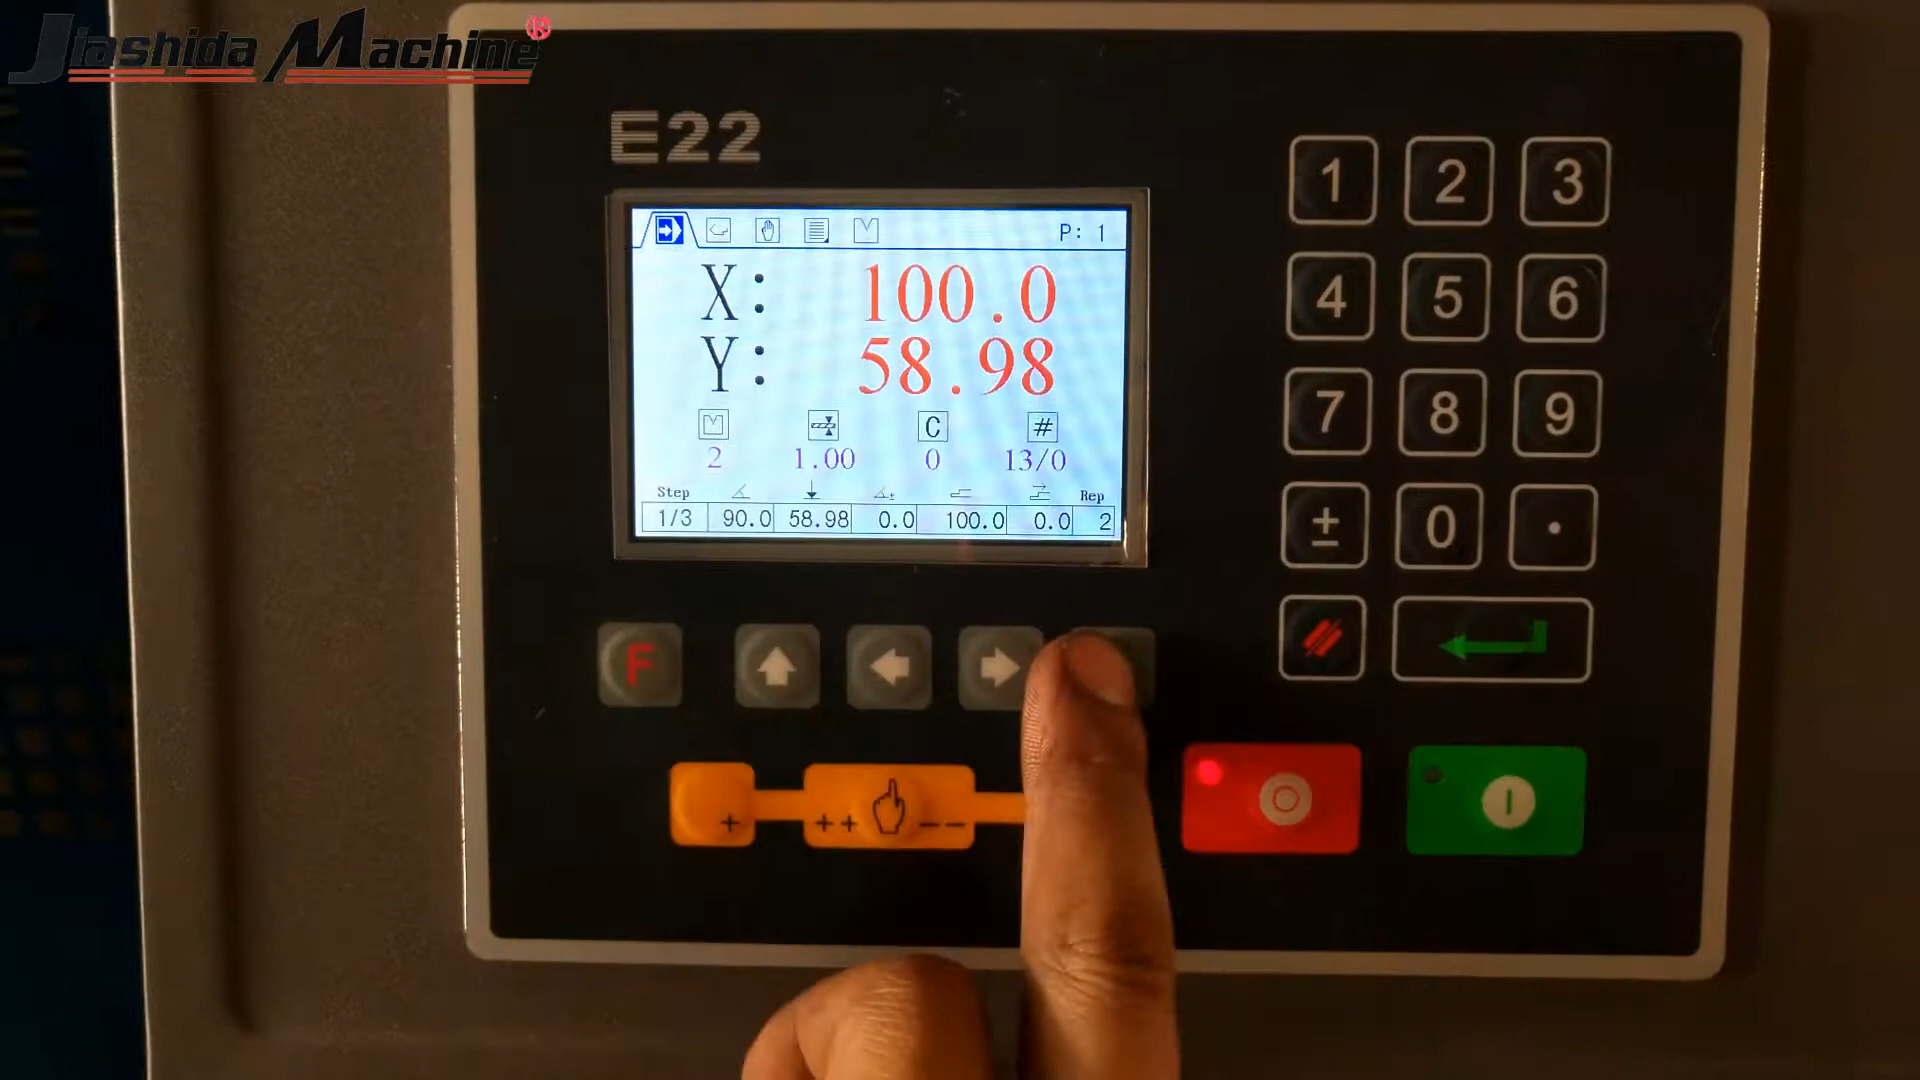 Jiashida Machine®
E22
P: 1
X: 100.0
Y: 58.98
C #
2 1.00 0 13/0
Step Rep
1/3 90.0 58.98 0.0 100.0 0.0 2
1 2 3
4 5 6
7 8 9
± 0 •
F
+ ++ --